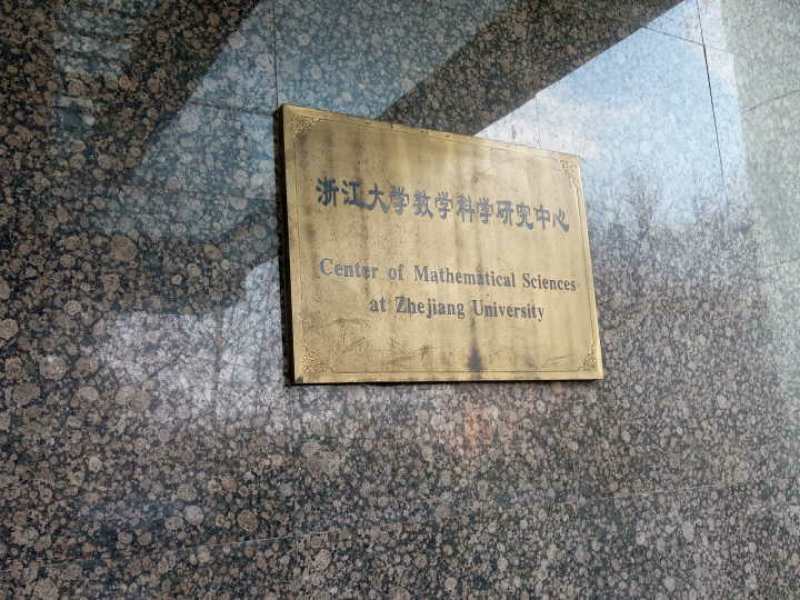 浙江大学数学科学研究中心
Center of Mathematical Sciences
at Zhejiang University